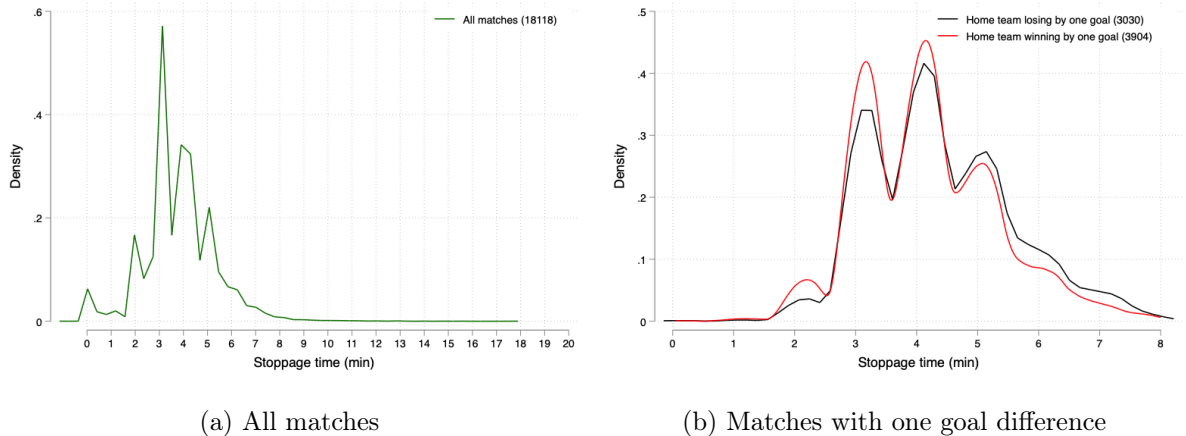 .6
.4
.2
0
Density
0 1 2 3 4 5 6 7 8 9 10 11 12 13 14 15 16 17 18 20
Stoppage time (min)
All matches (18118)
(a) All matches
.5
.4
.3
.2
.1
0
Density
0 1 2 3 4 5 6 7 8
Stoppage time (min)
Home team losing by one goal (3030)
Home team winning by one goal (3904)
(b) Matches with one goal difference